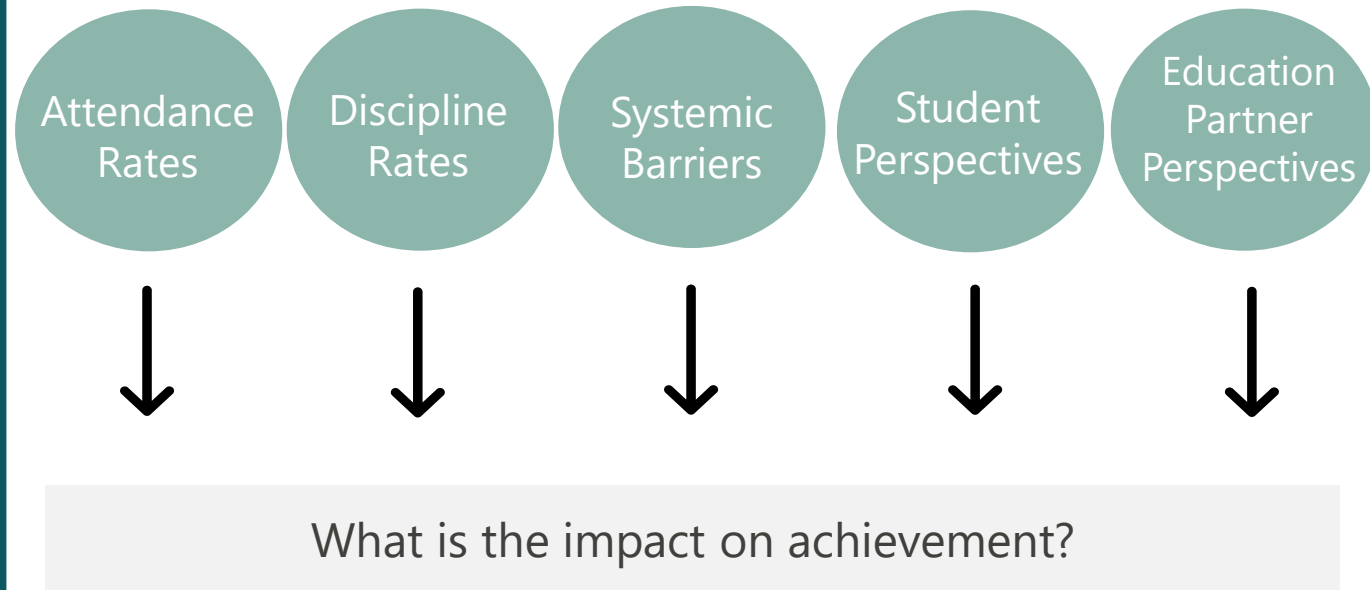 Attendance
Rates
Discipline
Rates
Systemic
Barriers
Student
Perspectives
Education
Partner
Perspectives
What is the impact on achievement?